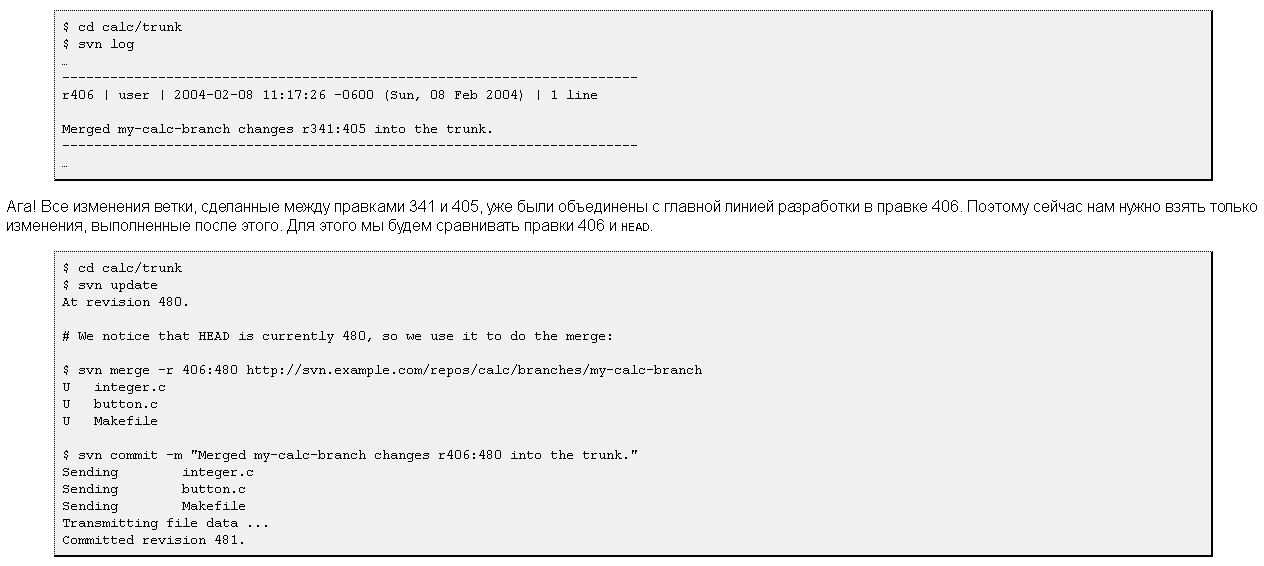 $ cd calc/trunk
$ svn log
…
------------------------------------------------------------------------
r406 | user | 2004-02-08 11:17:26 -0600 (Sun, 08 Feb 2004) | 1 line
Merged my-calc-branch changes r341:405 into the trunk.
------------------------------------------------------------------------
…
Ага! Все изменения ветки, сделанные между правками 341 и 405, уже были объединены с главной линией разработки в правке 406. Поэтому сейчас нам нужно взять только
изменения, выполненные после этого. Для этого мы будем сравнивать правки 406 и HEAD.
$ cd calc/trunk
$ svn update
At revision 480.
# We notice that HEAD is currently 480, so we use it to do the merge:
$ svn merge -r 406:480 http://svn.example.com/repos/calc/branches/my-calc-branch
U   integer.c
U   button.c
U   Makefile
$ svn commit -m "Merged my-calc-branch changes r406:480 into the trunk."
Sending        integer.c
Sending        button.c
Sending        Makefile
Transmitting file data ...
Committed revision 481.